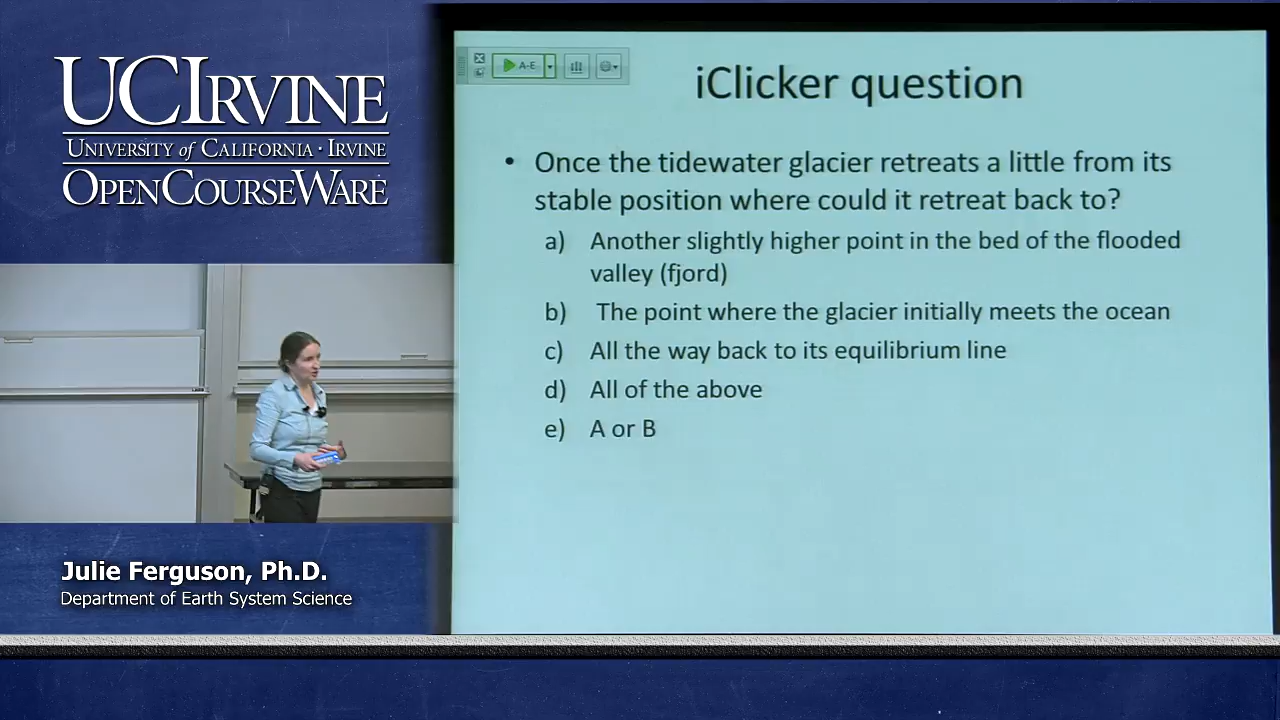 UCIRVINE
UNIVERSITY of CALIFORNIA · IRVINE
OPENCOURSEWARE
A-E
iClicker question
• Once the tidewater glacier retreats a little from its
stable position where could it retreat back to?
a) Another slightly higher point in the bed of the flooded
valley (fjord)
b) The point where the glacier initially meets the ocean
c) All the way back to its equilibrium line
d) All of the above
e) A or B
Julie Ferguson, Ph.D.
Department of Earth System Science